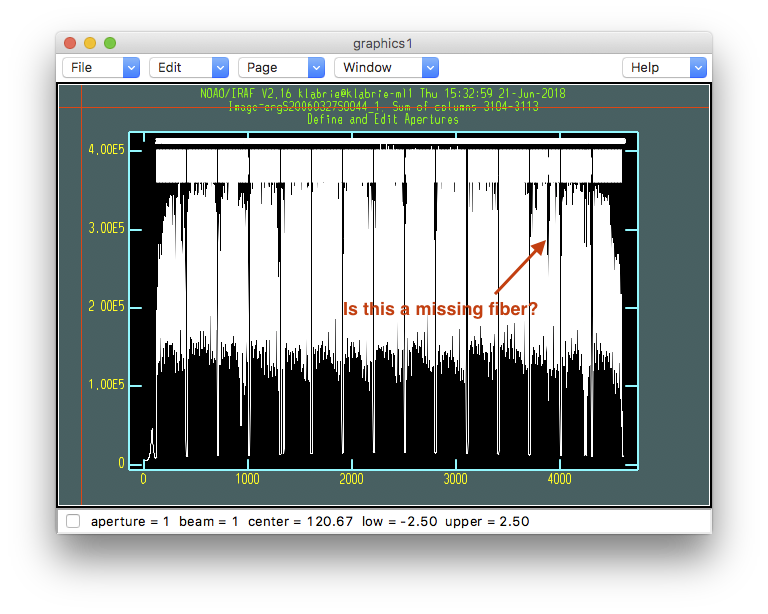 graphics1
File Edit Page Window Help
NOAO/IRAF V2.16 klabrie@klabrie-ml1 Thu 15:32:59 21-Jun-2018
Image=ergS20060327S0044_1, Sum of columns 3104-3113
Define and Edit Apertures
4.00E5
3.00E5
Is this a missing fiber?
2.00E5
1.00E5
0
0 1000 2000 3000 4000
aperture = 1 beam = 1 center = 120.67 low = -2.50 upper = 2.50